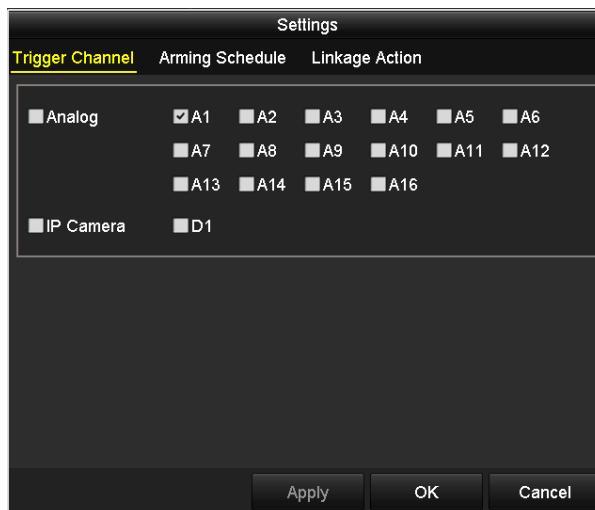 Settings
Trigger Channel Arming Schedule Linkage Action
Analog A1 A2 A3 A4 A5 A6
A7 A8 A9 A10 A11 A12
A13 A14 A15 A16
IP Camera D1
Apply OK Cancel